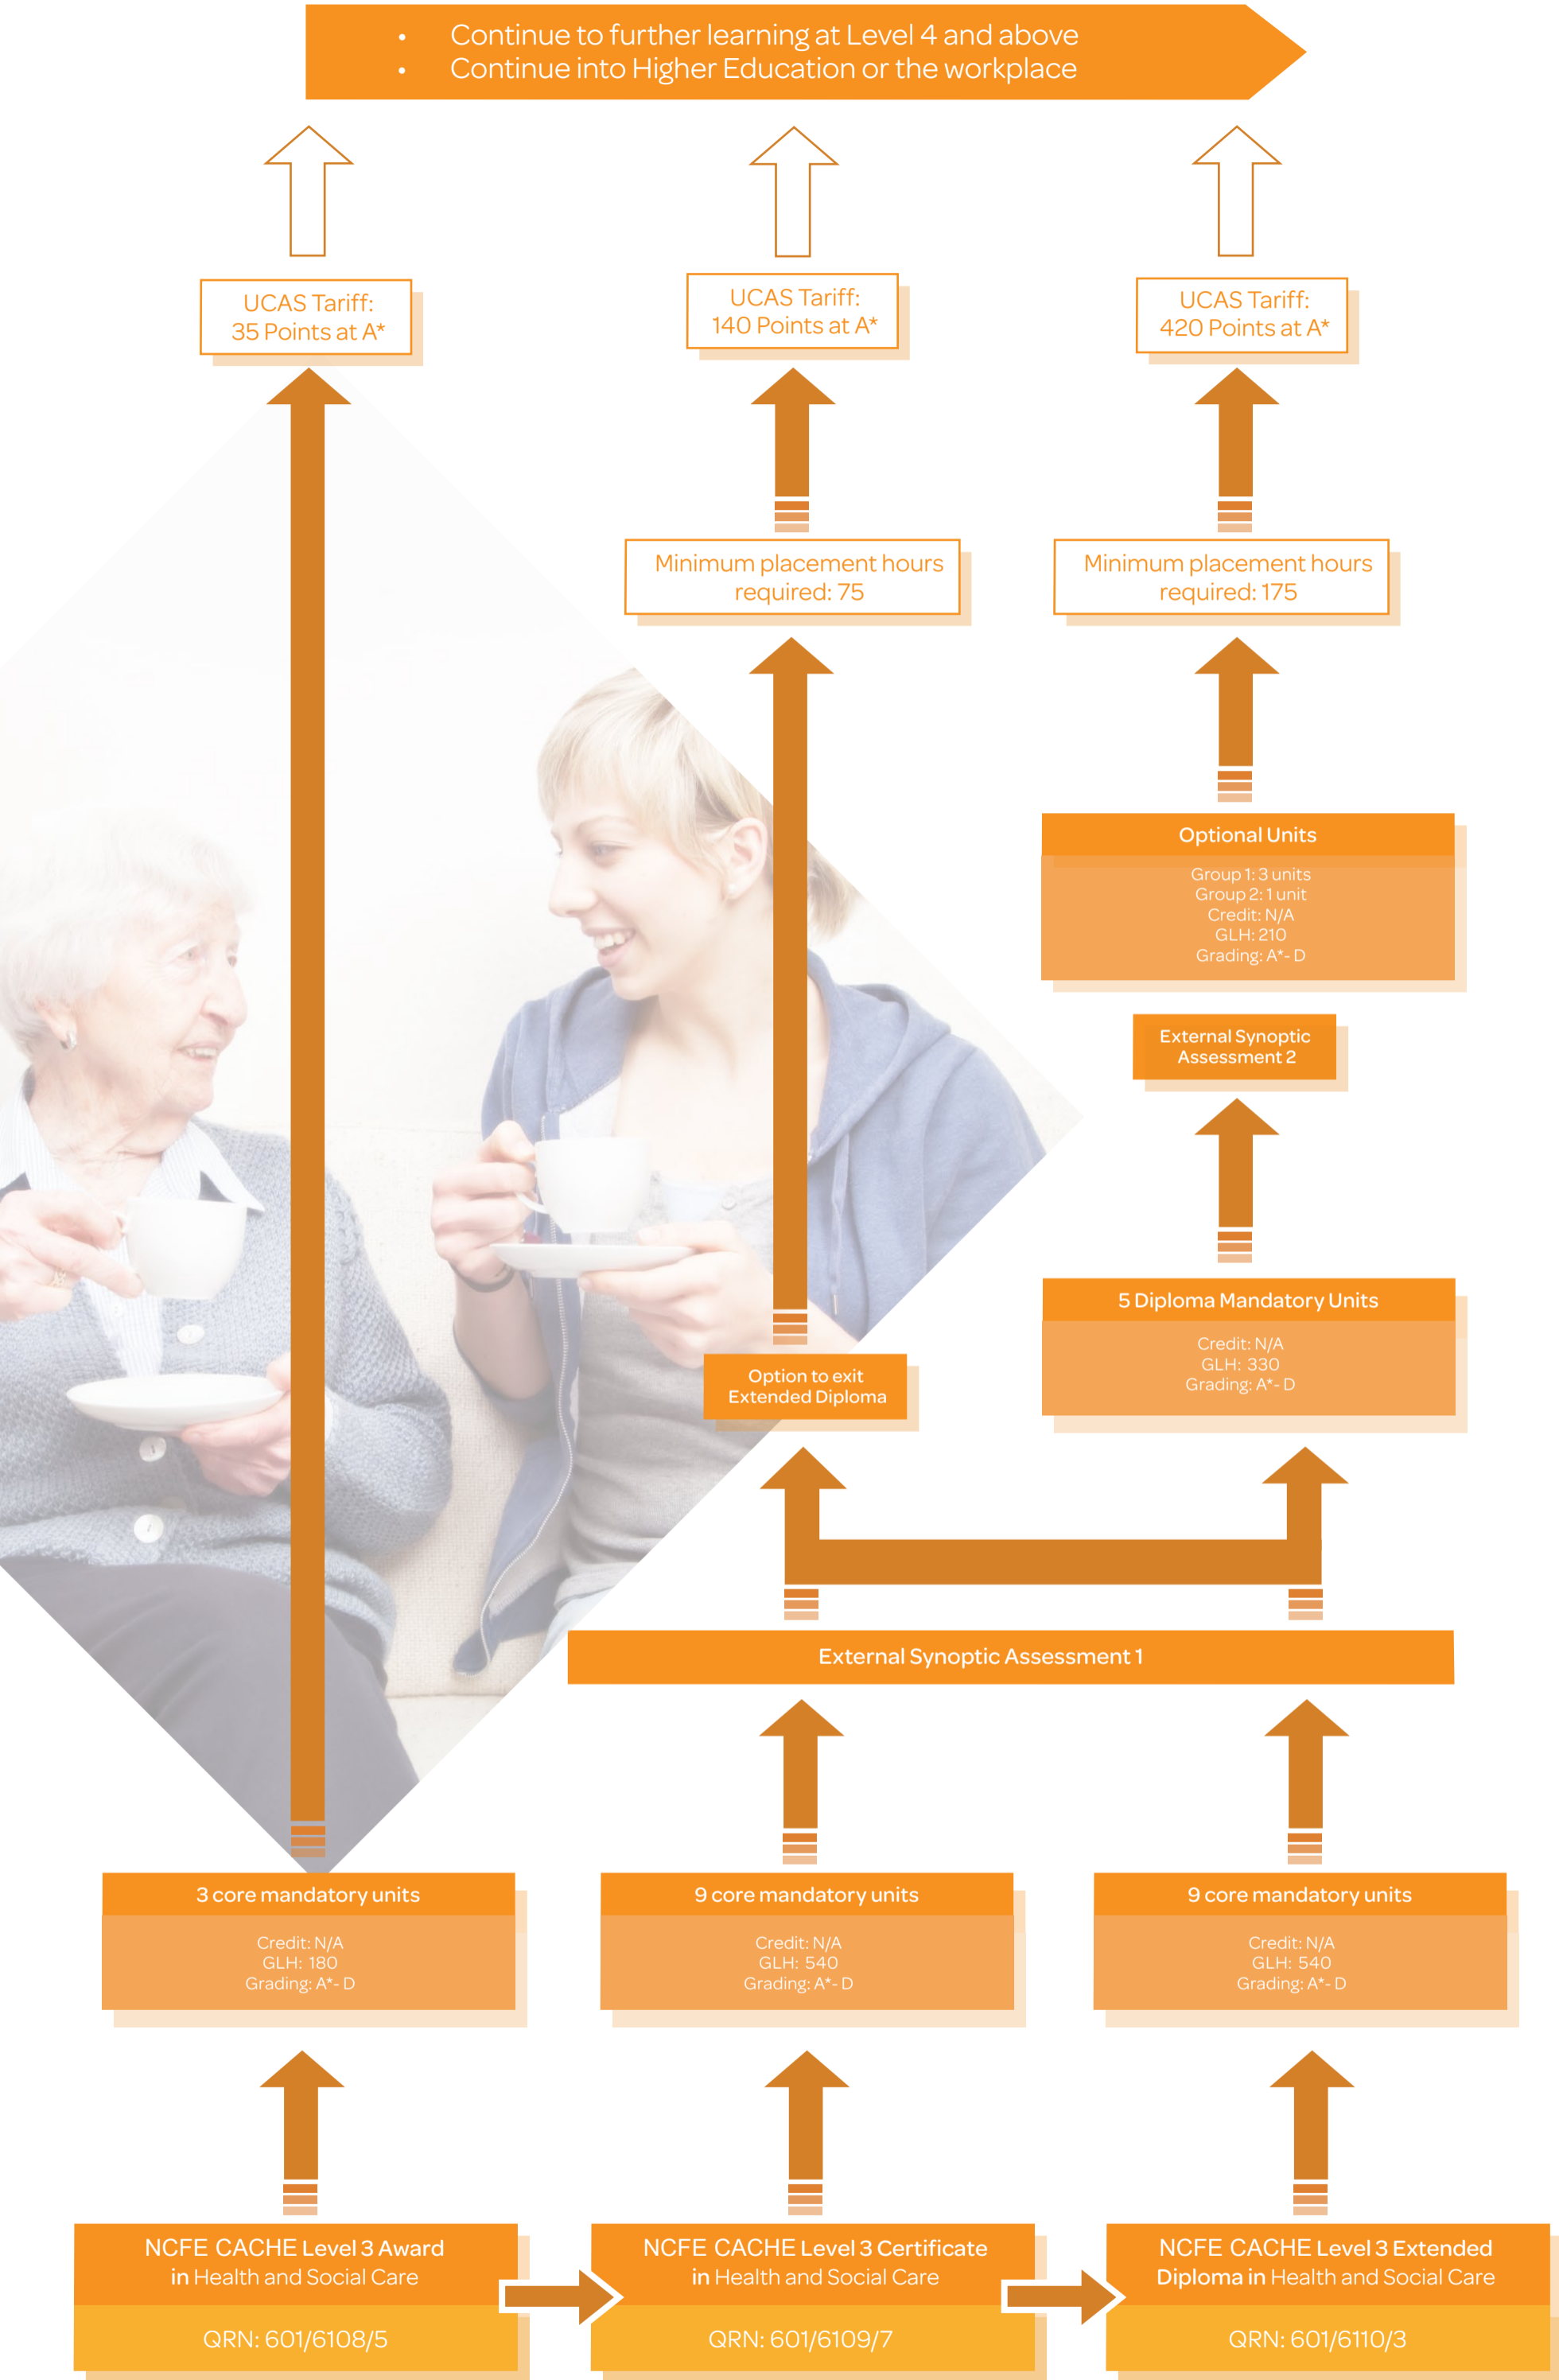 • Continue to further learning at Level 4 and above
• Continue into Higher Education or the workplace
UCAS Tariff:
35 Points at A*
UCAS Tariff:
140 Points at A*
UCAS Tariff:
420 Points at A*
Minimum placement hours
required: 75
Minimum placement hours
required: 175
Optional Units
Group 1: 3 units
Group 2: 1 unit
Credit: N/A
GLH: 210
Grading: A*- D
External Synoptic
Assessment 2
5 Diploma Mandatory Units
Credit: N/A
GLH: 330
Grading: A*- D
Option to exit
Extended Diploma
External Synoptic Assessment 1
3 core mandatory units
Credit: N/A
GLH: 180
Grading: A*- D
9 core mandatory units
Credit: N/A
GLH: 540
Grading: A*- D
9 core mandatory units
Credit: N/A
GLH: 540
Grading: A*- D
NCFE CACHE Level 3 Award
in Health and Social Care
QRN: 601/6108/5
NCFE CACHE Level 3 Certificate
in Health and Social Care
QRN: 601/6109/7
NCFE CACHE Level 3 Extended
Diploma in Health and Social Care
QRN: 601/6110/3